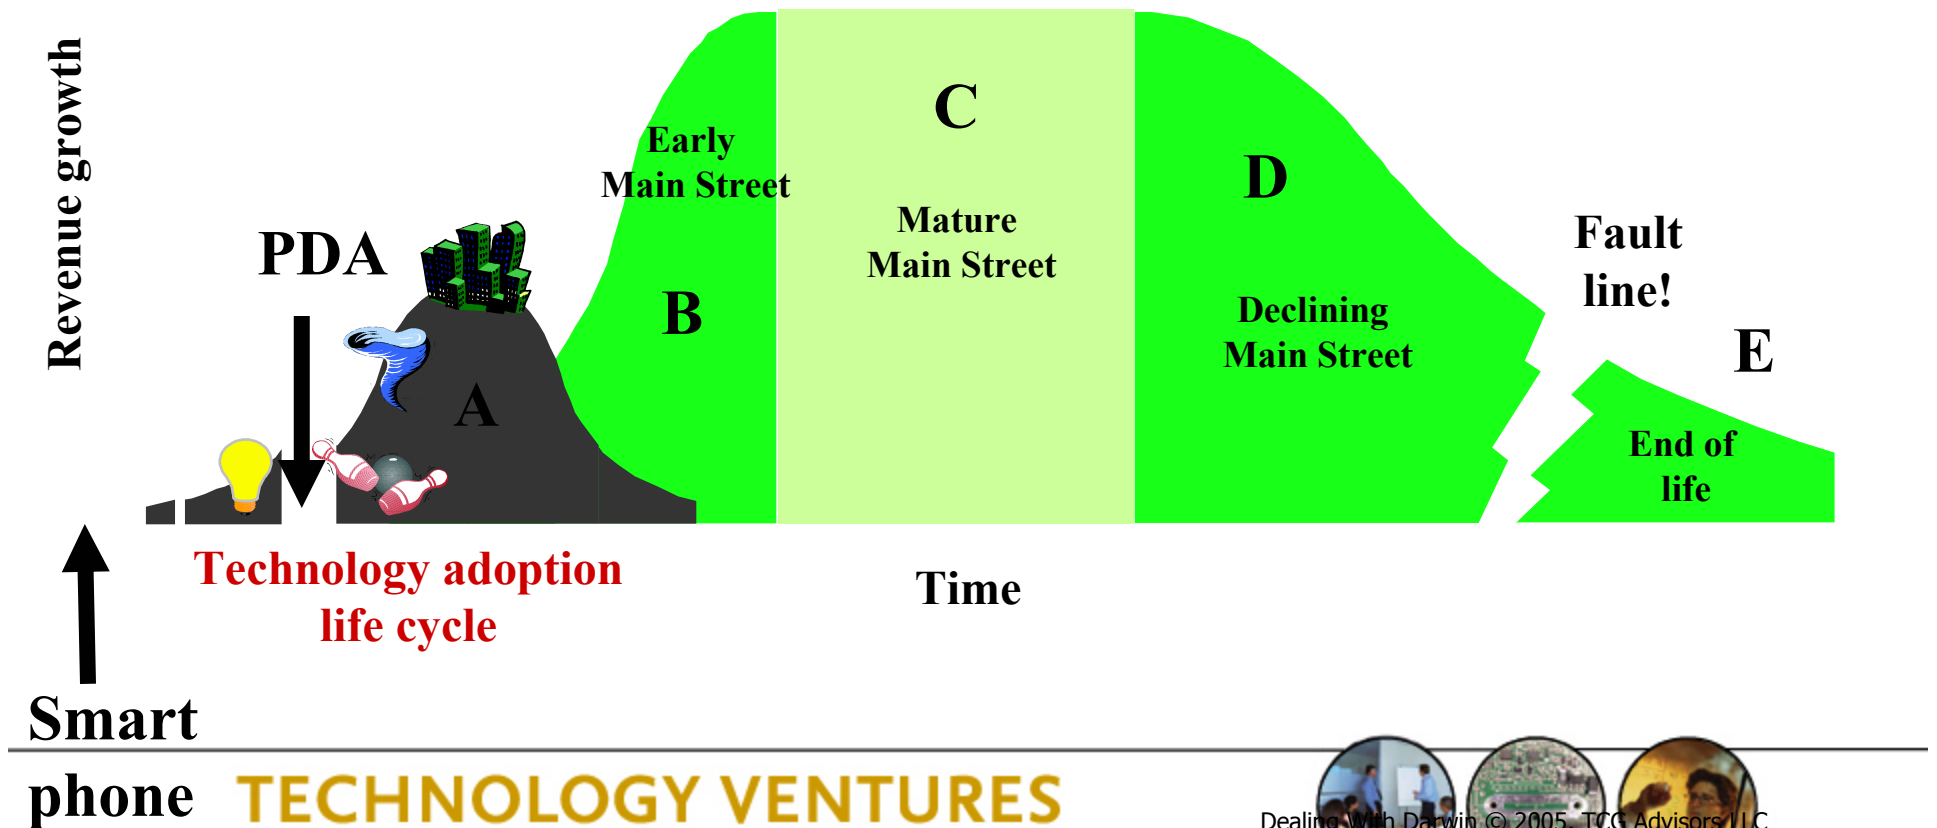 Revenue growth
PDA
A
Early
Main Street
B
C
Mature
Main Street
D
Declining
Main Street
Fault
line!
E
End of
life
Technology adoption
life cycle
Time
Smart
phone
TECHNOLOGY VENTURES
Dealing With Darwin © 2005, TCG Advisors LLC